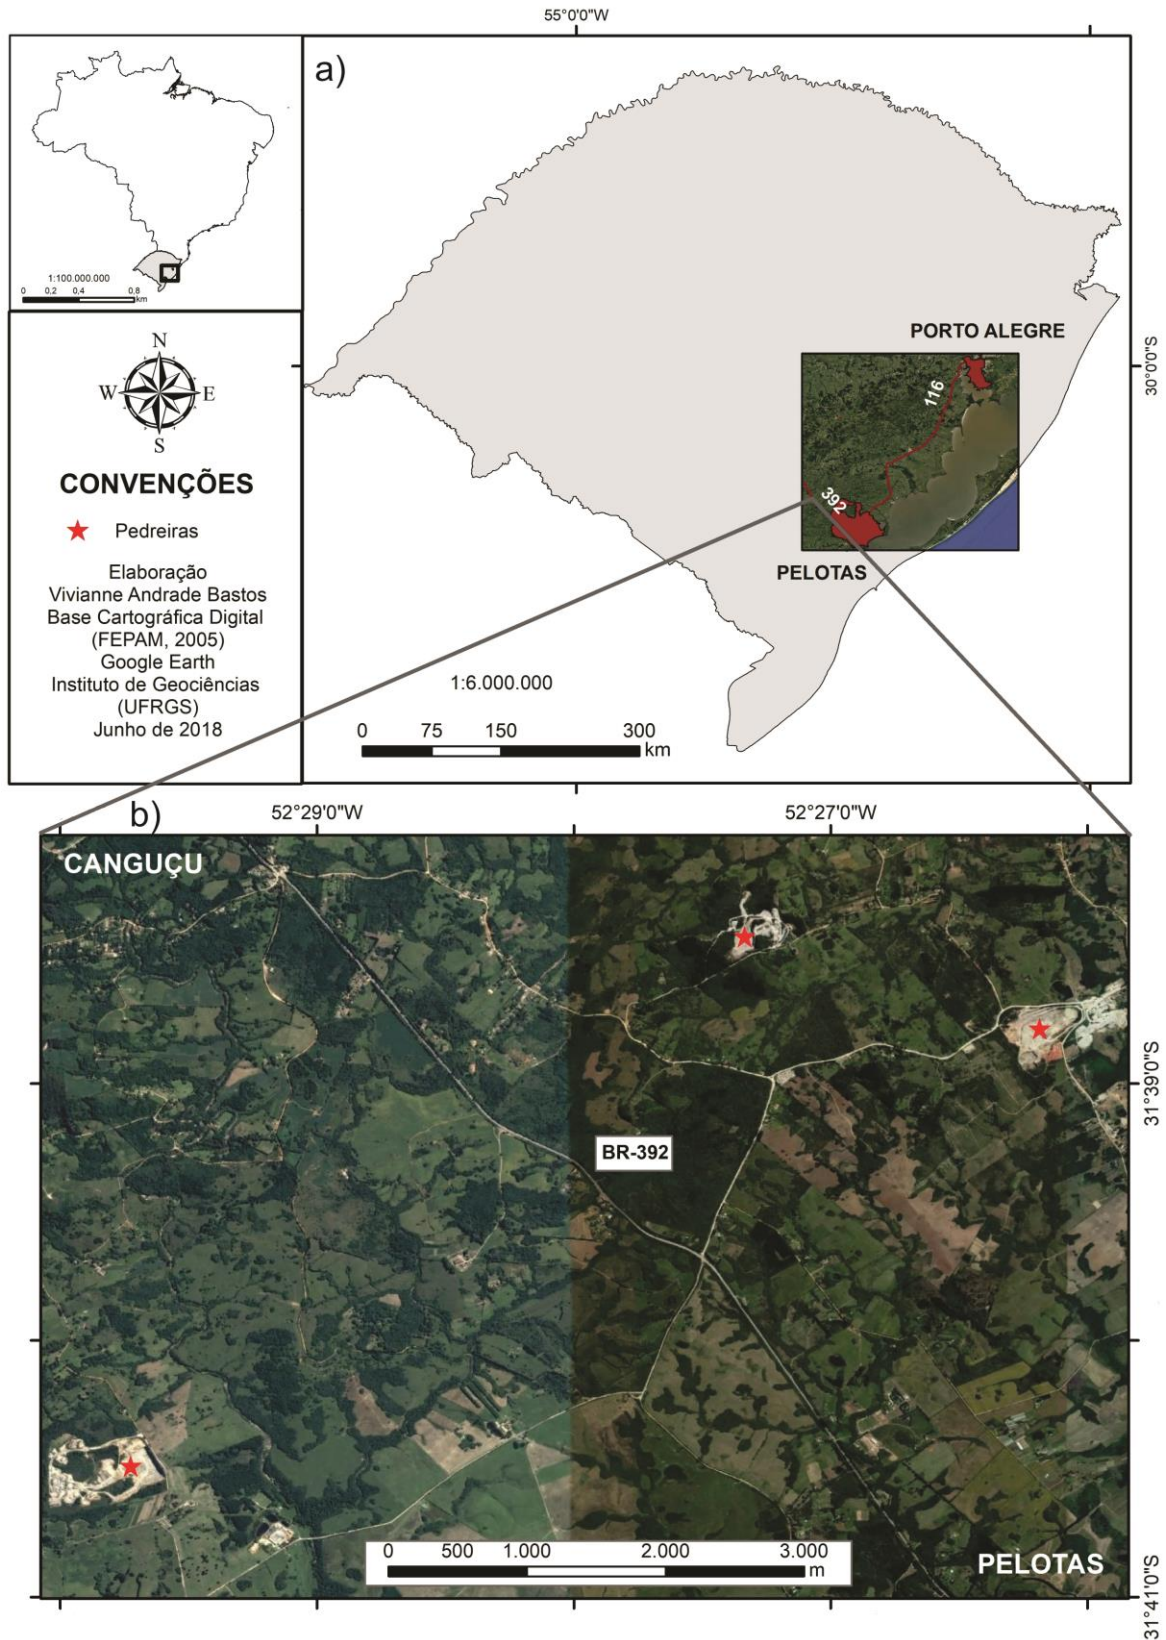 55°0'0"W
a)
1:100.000.000
0 0,2 0,4 0,8
km
N
W E
S
CONVENÇÕES
Pedreiras
Elaboração
Vivianne Andrade Bastos
Base Cartográfica Digital
(FEPAM, 2005)
Google Earth
Instituto de Geociências
(UFRGS)
Junho de 2018
PORTO ALEGRE
116
392
PELOTAS
30°0'0"S
1:6.000.000
0 75 150 300
km
b)
52°29'0"W 52°27'0"W
CANGUÇU
31°39'0"S
BR-392
0 500 1.000 2.000 3.000
m
PELOTAS
31°41'0"S